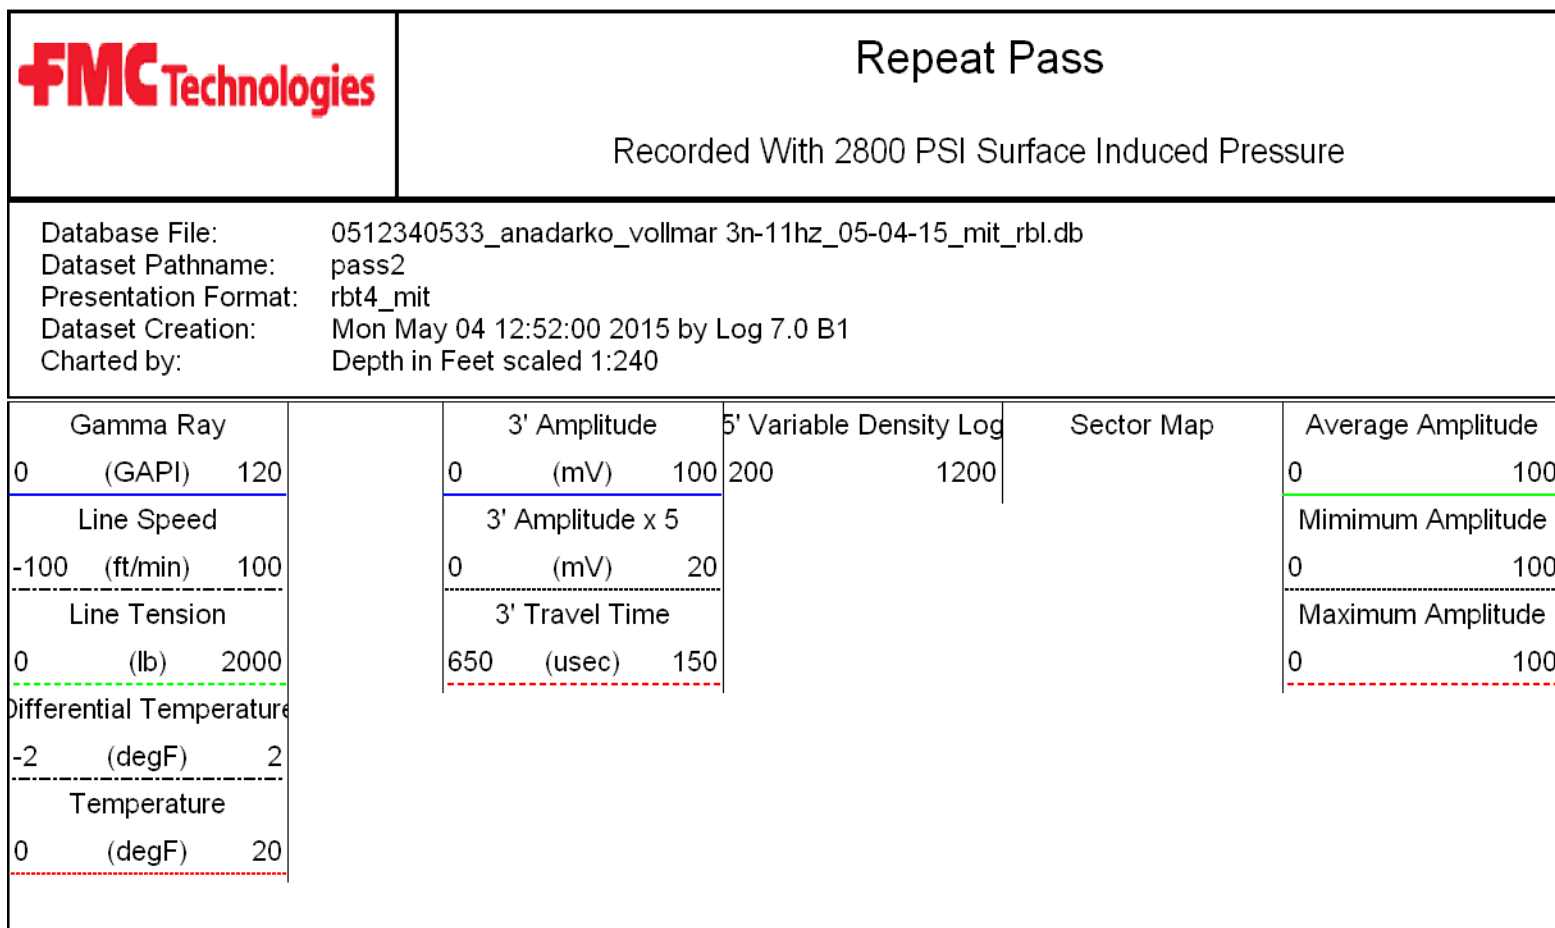 FMC Technologies
Repeat Pass
Recorded With 2800 PSI Surface Induced Pressure
Database File: 0512340533_anadarko_vollmar 3n-11hz_05-04-15_mit_rbl.db
Dataset Pathname: pass2
Presentation Format: rbt4_mit
Dataset Creation: Mon May 04 12:52:00 2015 by Log 7.0 B1
Charted by: Depth in Feet scaled 1:240
Gamma Ray
0 (GAPI) 120
Line Speed
-100 (ft/min) 100
Line Tension
0 (lb) 2000
Differential Temperature
-2 (degF) 2
Temperature
0 (degF) 20
3' Amplitude
0 (mV) 100
3' Amplitude x 5
0 (mV) 20
3' Travel Time
650 (usec) 150
5' Variable Density Log
200 1200
Sector Map
Average Amplitude
0 100
Mimimum Amplitude
0 100
Maximum Amplitude
0 100